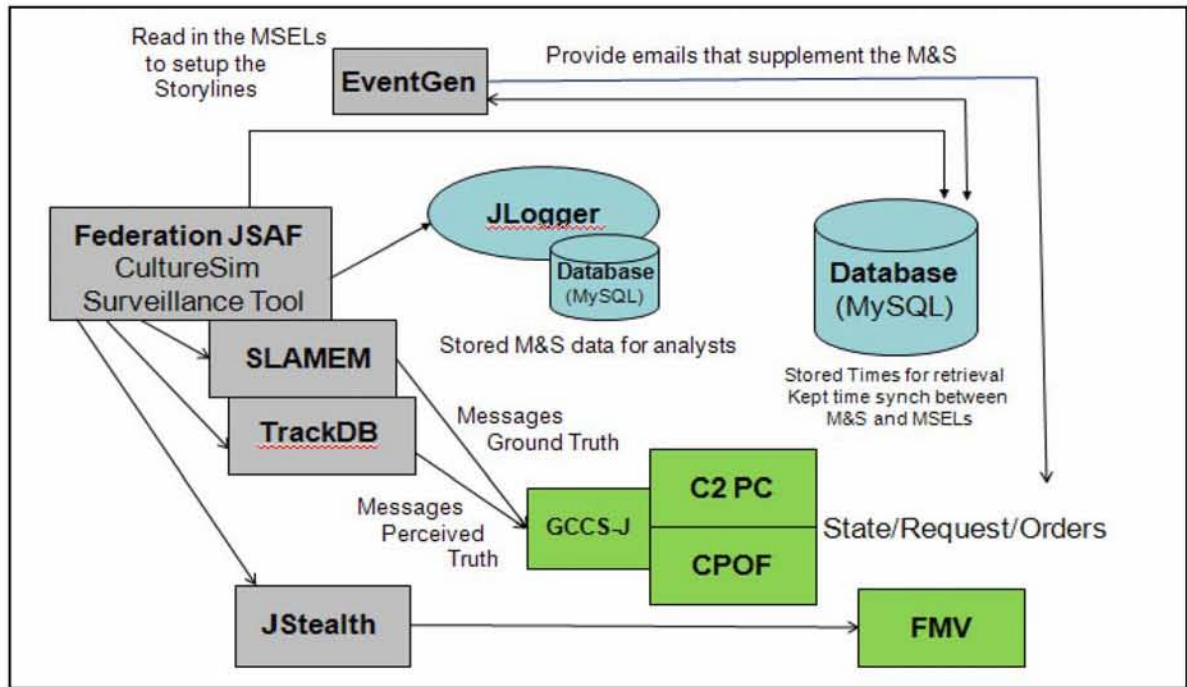 Read in the MSELs
to setup the
Storylines
EventGen
Provide emails that supplement the M&S
Federation JSAF
CultureSim
Surveillance Tool
JLogger
Database
(MySQL)
Stored M&S data for analysts
Database
(MySQL)
Stored Times for retrieval
Kept time synch between
M&S and MSELs
SLAMEM
TrackDB
Messages
Ground Truth
Messages
Perceived
Truth
GCCS-J
C2 PC
CPOF
State/Request/Orders
JStealth
FMV